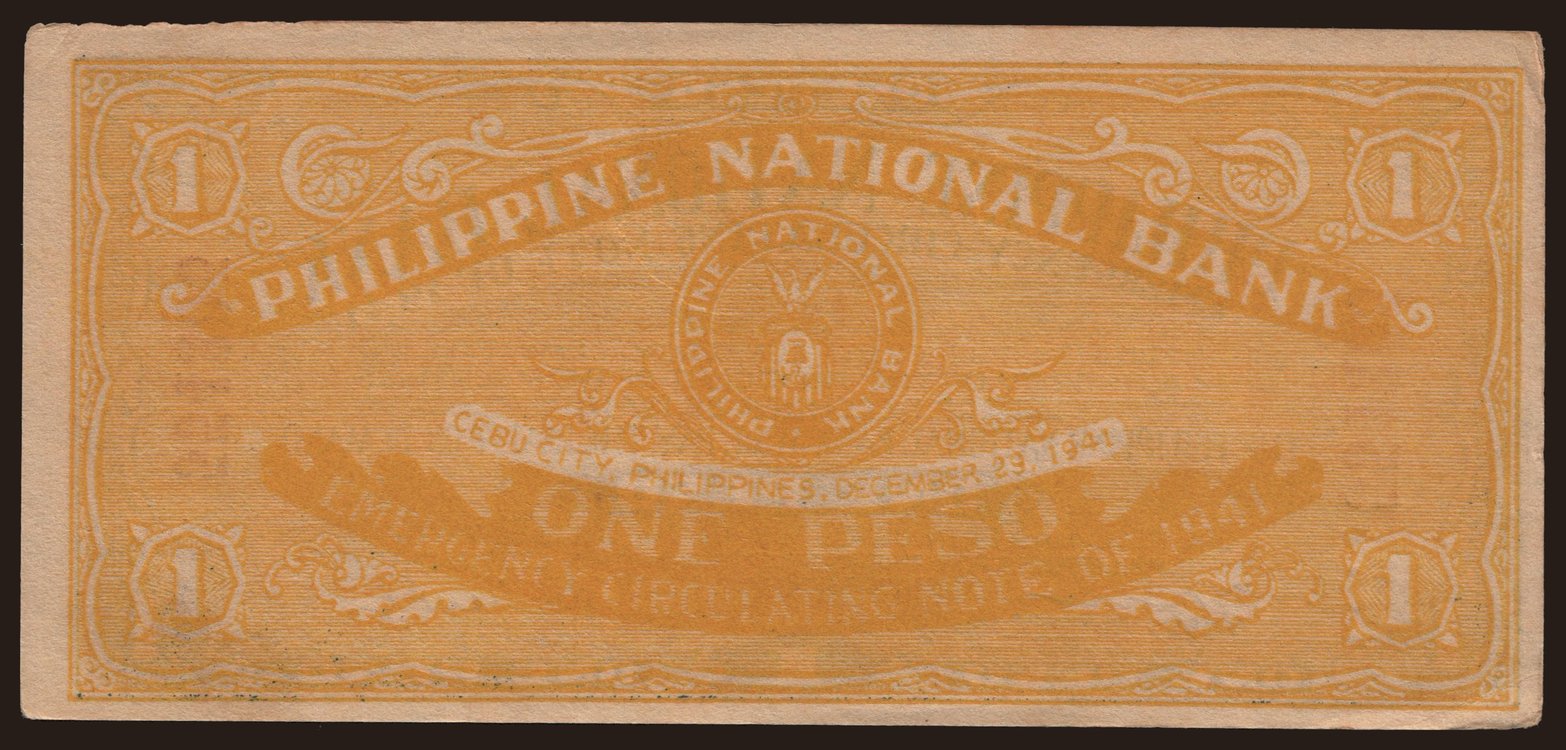 1
1
PHILIPPINE NATIONAL BANK
PHILIPPINE NATIONAL BANK
CEBU CITY, PHILIPPINES, DECEMBER 29, 1941
ONE PESO
EMERGENCY CIRCULATING NOTE OF 1941
1
1